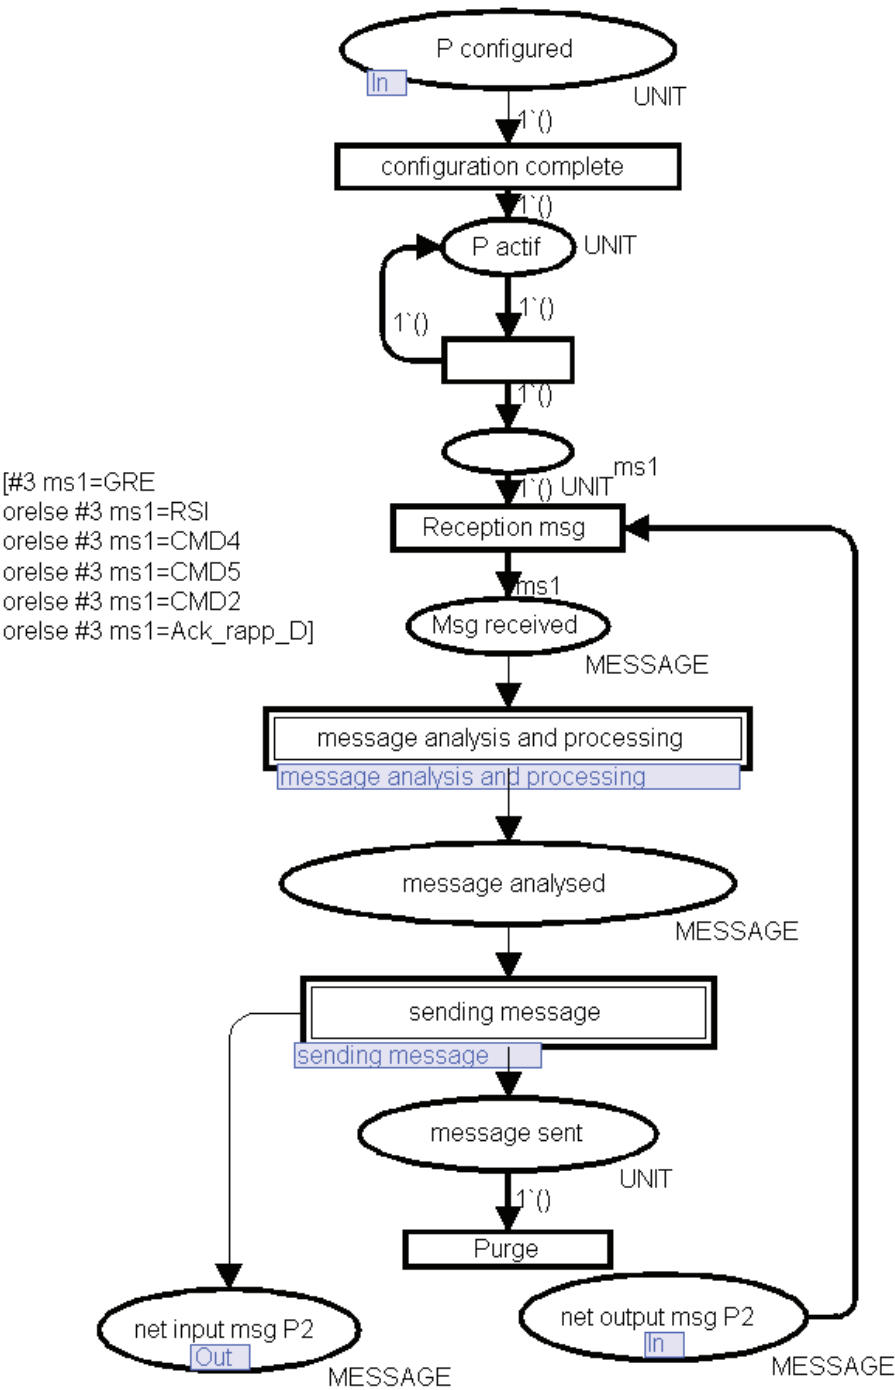 P configured
In
UNIT
1`()
configuration complete
1`()
P actif
UNIT
1`()
1`()
1`()
ms1
1`()
UNIT
[#3 ms1=GRE
orelse #3 ms1=RSI
orelse #3 ms1=CMD4
orelse #3 ms1=CMD5
orelse #3 ms1=CMD2
orelse #3 ms1=Ack_rapp_D]
Reception msg
ms1
Msg received
MESSAGE
message analysis and processing
message analysis and processing
message analysed
MESSAGE
sending message
sending message
message sent
UNIT
1`()
Purge
net input msg P2
Out
MESSAGE
net output msg P2
In
MESSAGE